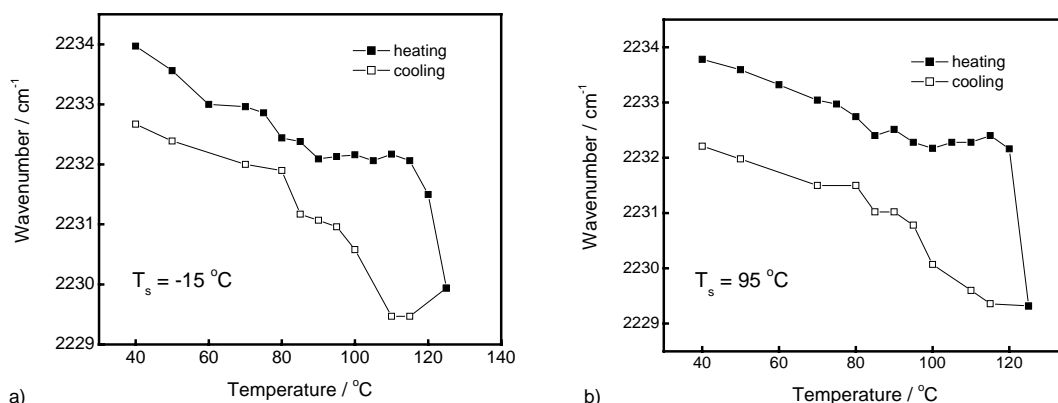 2234
2233
2232
2231
2230
2229
40 60 80 100 120 140
Wavenumber / cm⁻¹
Temperature / °C
heating
cooling
Tₛ = -15 °C
a)
2234
2233
2232
2231
2230
2229
40 60 80 100 120
Wavenumber / cm⁻¹
Temperature / °C
heating
cooling
Tₛ = 95 °C
b)